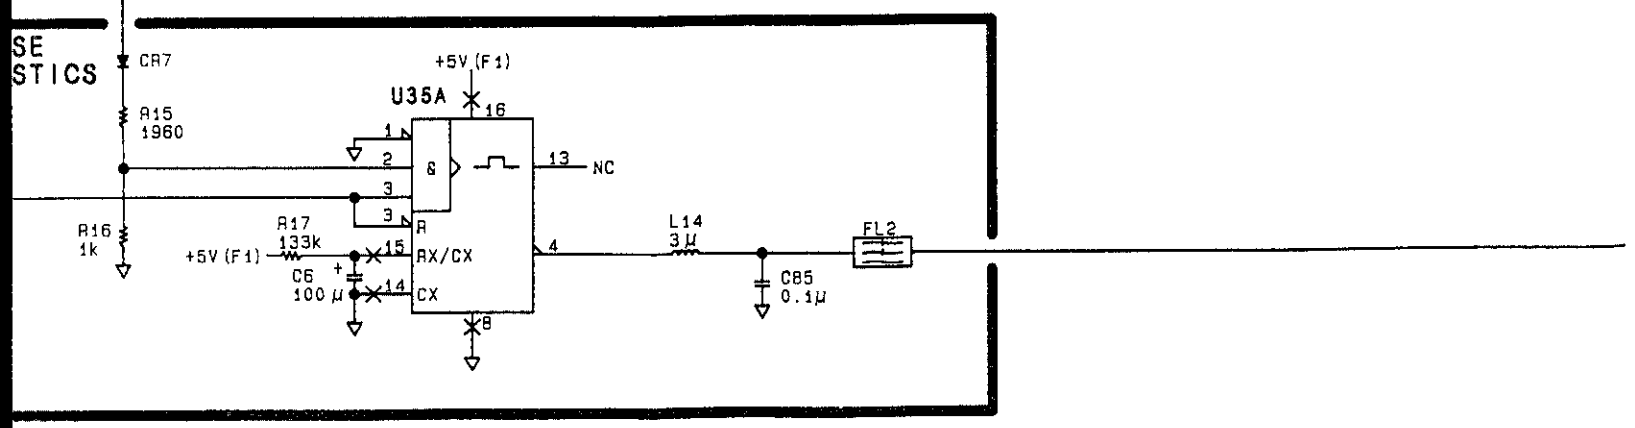 SE
STICS
CR7
R15
1960
R16
1k
+5V(F1)
U35A
16
1
2
3
3
&
R
13
NC
R17
133k
+5V(F1)
15
RX/CX
C6
+
100 µ
14
CX
8
4
L14
3 µ
C85
0.1µ
FL2